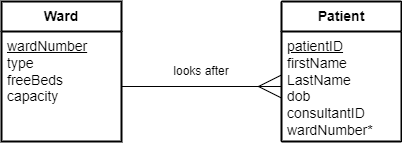 Ward
wardNumber
type
freeBeds
capacity
looks after
Patient
patientID
firstName
LastName
dob
consultantID
wardNumber*